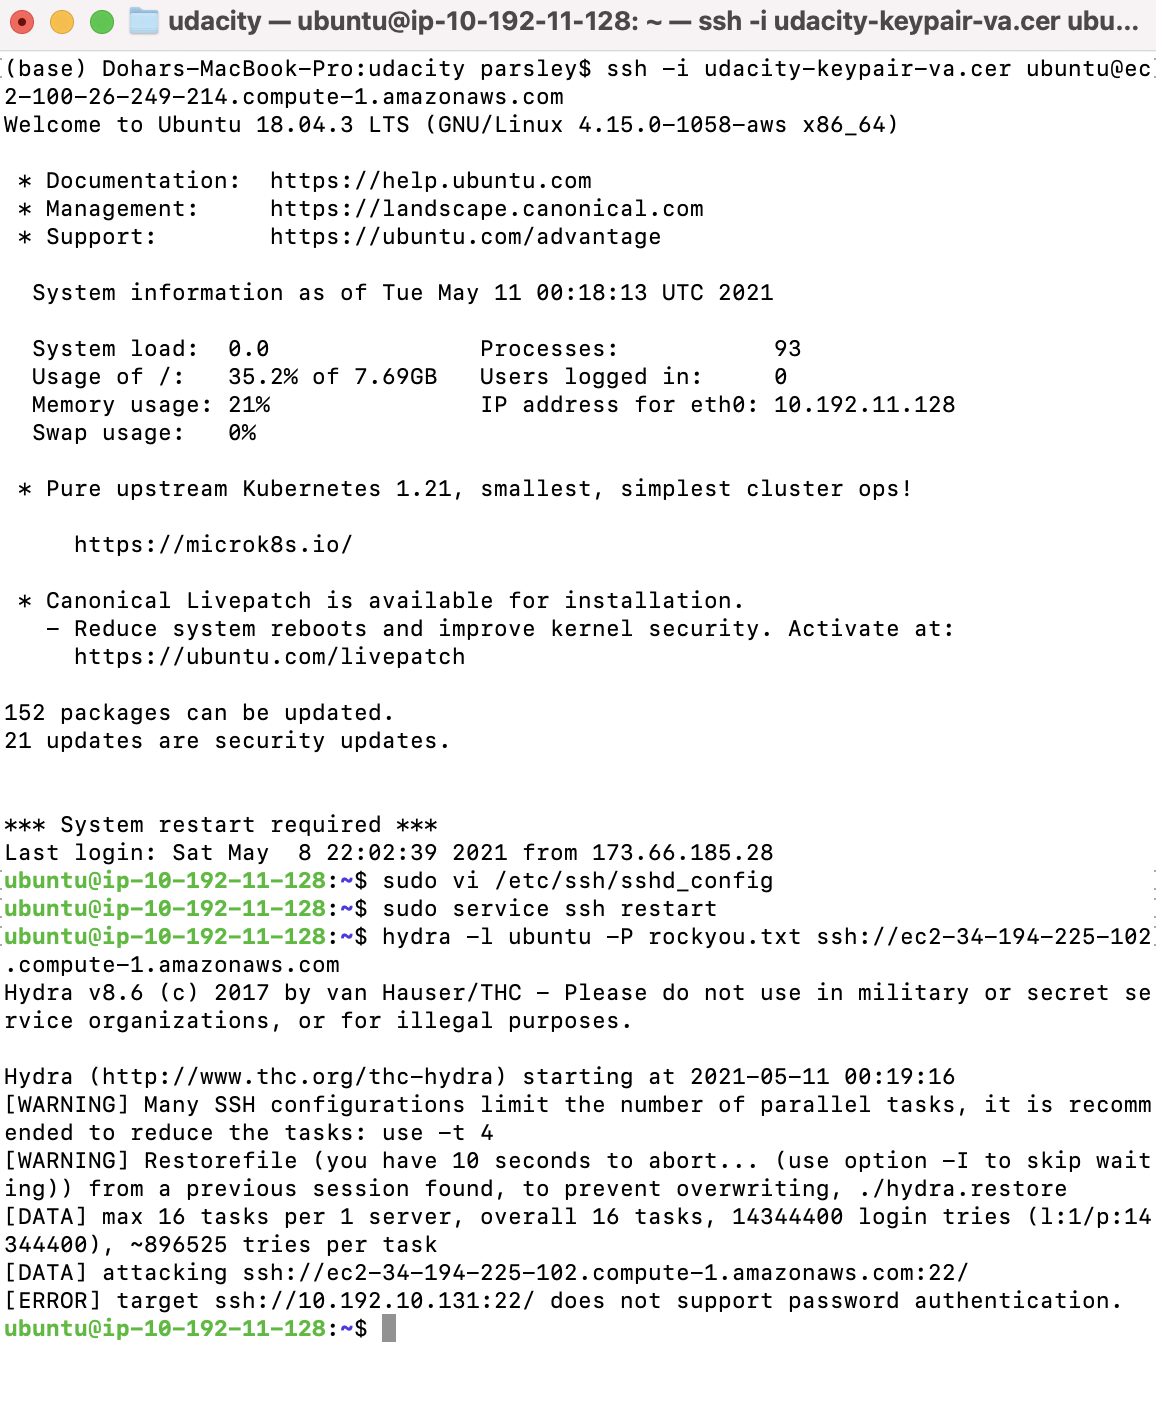 udacity — ubuntu@ip-10-192-11-128: ~ — ssh -i udacity-keypair-va.cer ubu...
(base) Dohars-MacBook-Pro:udacity parsley$ ssh -i udacity-keypair-va.cer ubuntu@ec
2-100-26-249-214.compute-1.amazonaws.com
Welcome to Ubuntu 18.04.3 LTS (GNU/Linux 4.15.0-1058-aws x86_64)
* Documentation:  https://help.ubuntu.com
* Management:     https://landscape.canonical.com
* Support:        https://ubuntu.com/advantage
System information as of Tue May 11 00:18:13 UTC 2021
System load:  0.0               Processes:           93
Usage of /:   35.2% of 7.69GB   Users logged in:     0
Memory usage: 21%               IP address for eth0: 10.192.11.128
Swap usage:   0%
* Pure upstream Kubernetes 1.21, smallest, simplest cluster ops!
https://microk8s.io/
* Canonical Livepatch is available for installation.
- Reduce system reboots and improve kernel security. Activate at:
https://ubuntu.com/livepatch
152 packages can be updated.
21 updates are security updates.
*** System restart required ***
Last login: Sat May  8 22:02:39 2021 from 173.66.185.28
ubuntu@ip-10-192-11-128:~$ sudo vi /etc/ssh/sshd_config
ubuntu@ip-10-192-11-128:~$ sudo service ssh restart
ubuntu@ip-10-192-11-128:~$ hydra -l ubuntu -P rockyou.txt ssh://ec2-34-194-225-102
.compute-1.amazonaws.com
Hydra v8.6 (c) 2017 by van Hauser/THC - Please do not use in military or secret se
rvice organizations, or for illegal purposes.
Hydra (http://www.thc.org/thc-hydra) starting at 2021-05-11 00:19:16
[WARNING] Many SSH configurations limit the number of parallel tasks, it is recomm
ended to reduce the tasks: use -t 4
[WARNING] Restorefile (you have 10 seconds to abort... (use option -I to skip wait
ing)) from a previous session found, to prevent overwriting, ./hydra.restore
[DATA] max 16 tasks per 1 server, overall 16 tasks, 14344400 login tries (l:1/p:14
344400), ~896525 tries per task
[DATA] attacking ssh://ec2-34-194-225-102.compute-1.amazonaws.com:22/
[ERROR] target ssh://10.192.10.131:22/ does not support password authentication.
ubuntu@ip-10-192-11-128:~$